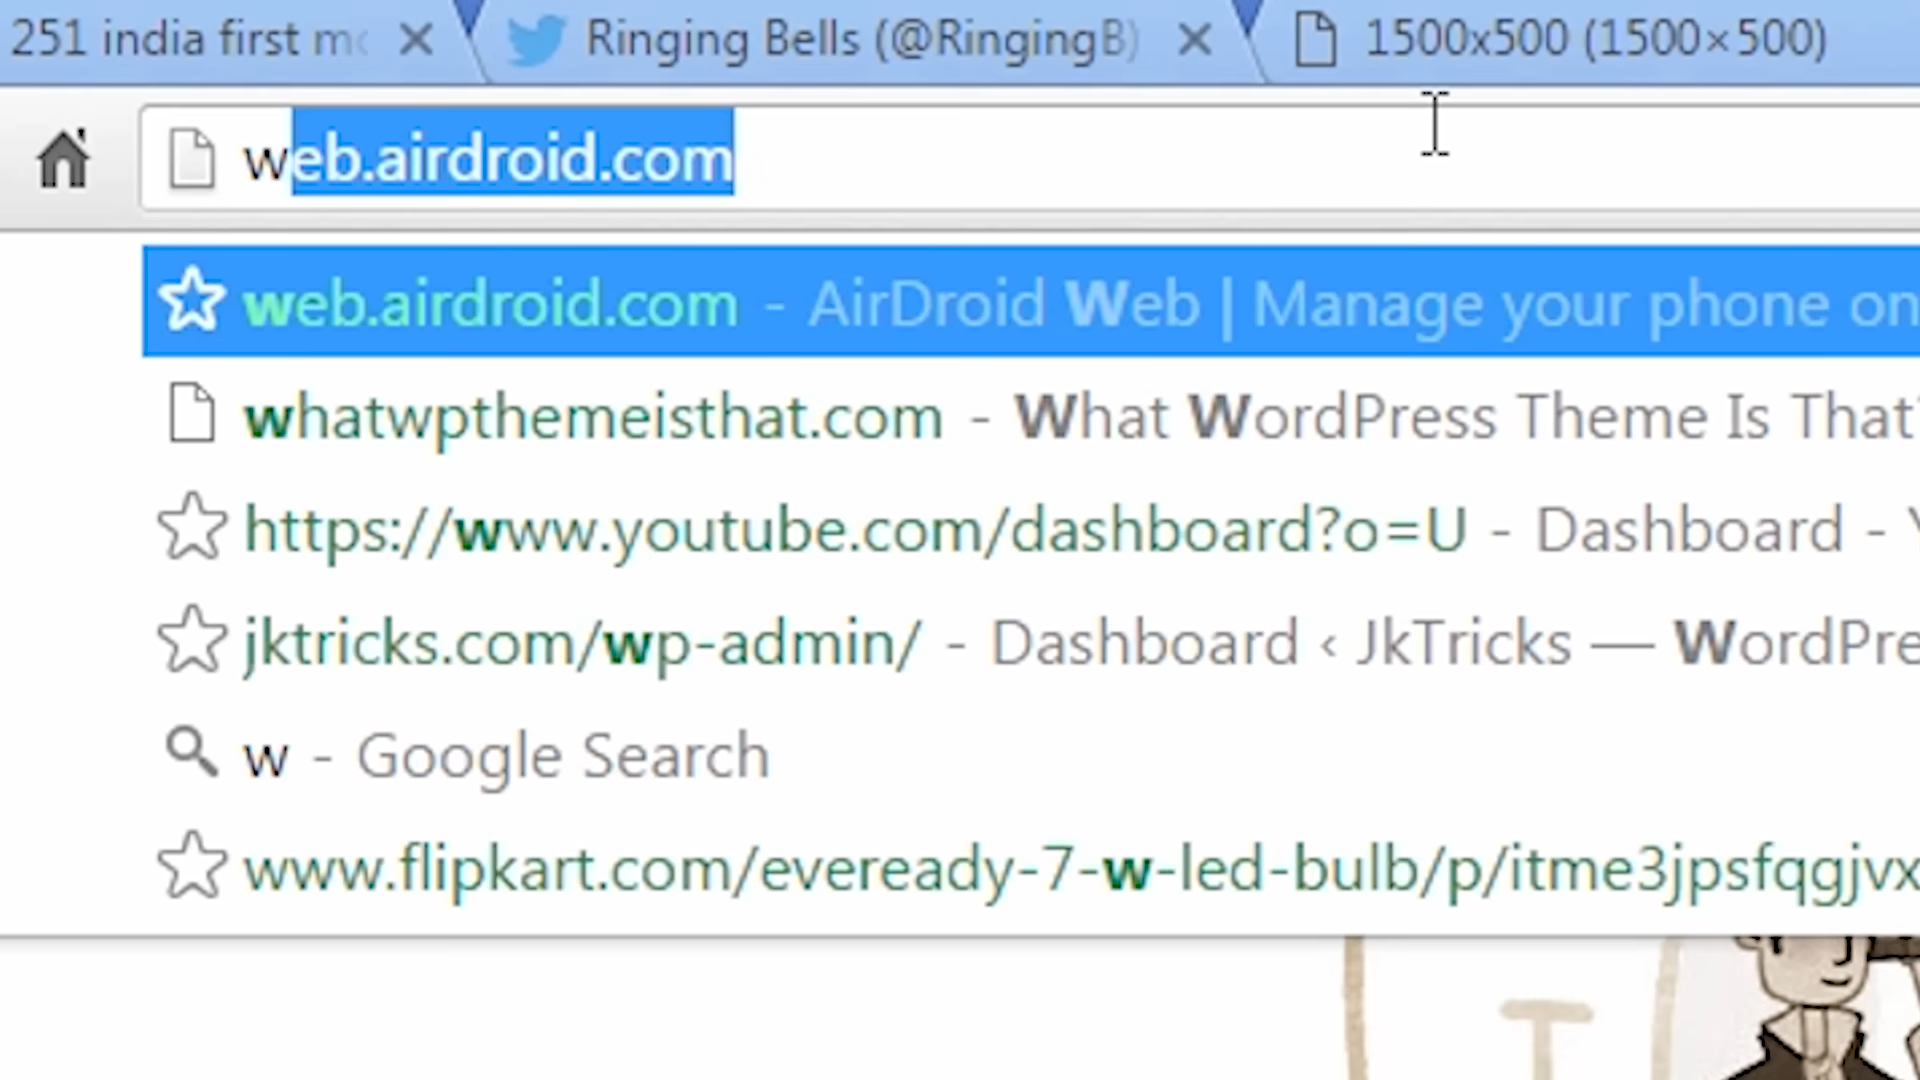 251 india first mo
Ringing Bells (@RingingB)
1500x500 (1500×500)
web.airdroid.com
web.airdroid.com - AirDroid Web | Manage your phone on
whatwpthemeisthat.com - What WordPress Theme Is That?
https://www.youtube.com/dashboard?o=U - Dashboard - Y
jktricks.com/wp-admin/ - Dashboard ‹ JkTricks — WordPre
w - Google Search
www.flipkart.com/eveready-7-w-led-bulb/p/itme3jpsfqgjvx
T